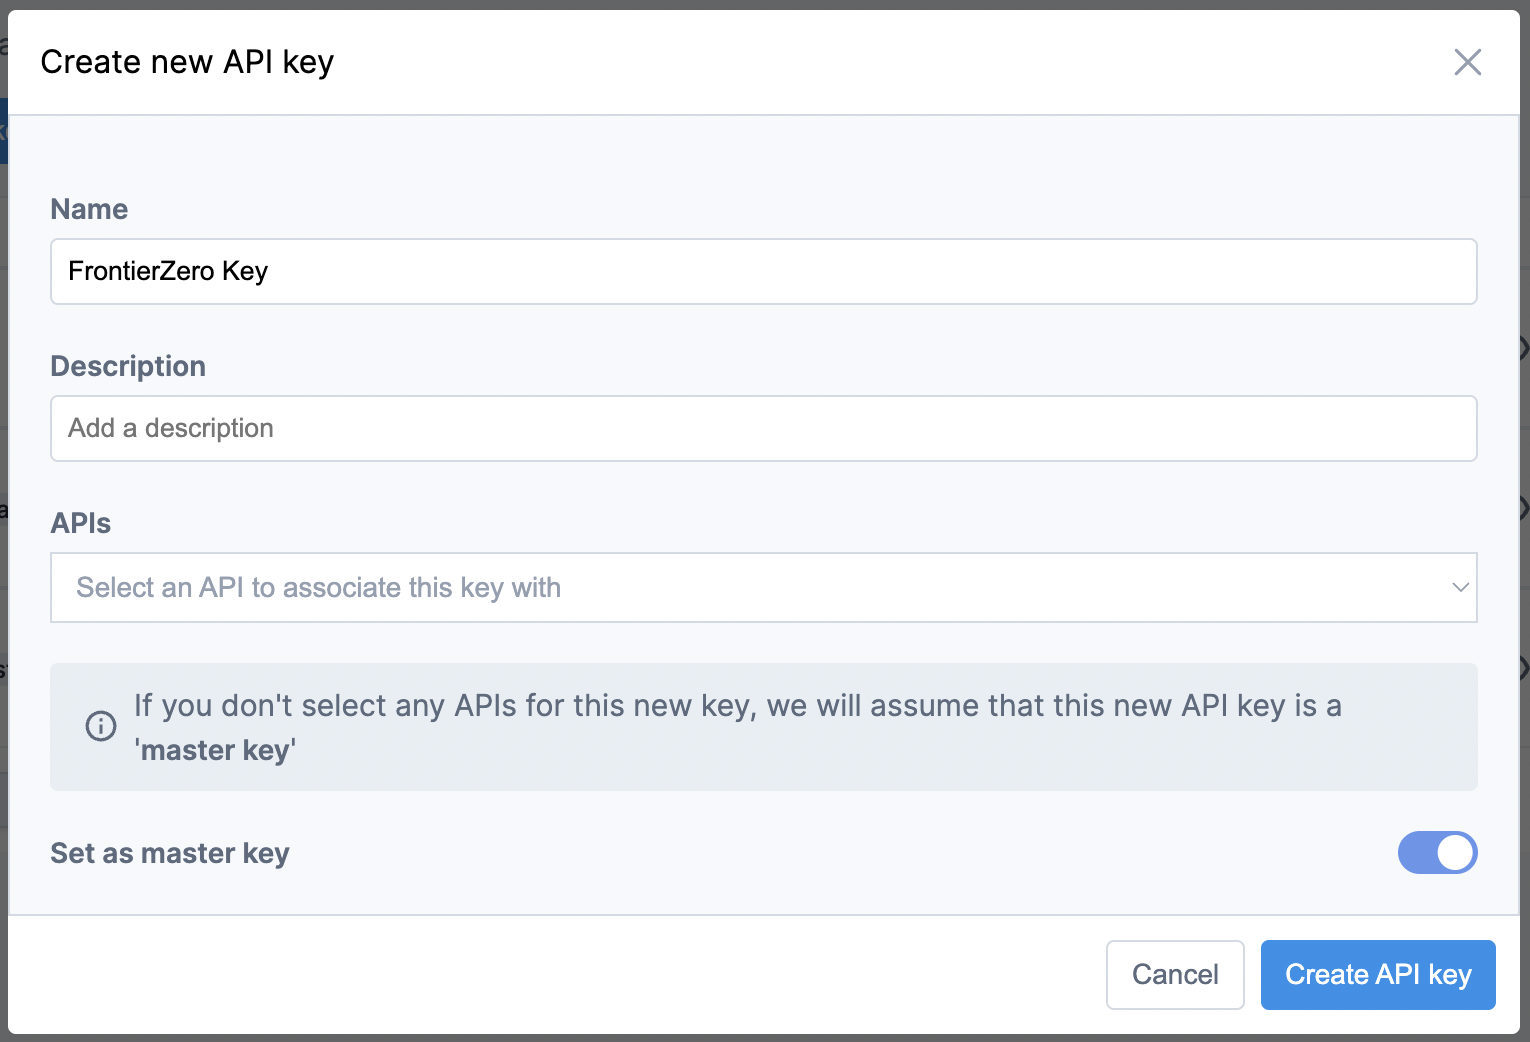 Create new API key
Name
FrontierZero Key
Description
Add a description
APIs
Select an API to associate this key with
If you don't select any APIs for this new key, we will assume that this new API key is a
'master key'
Set as master key
Cancel
Create API key